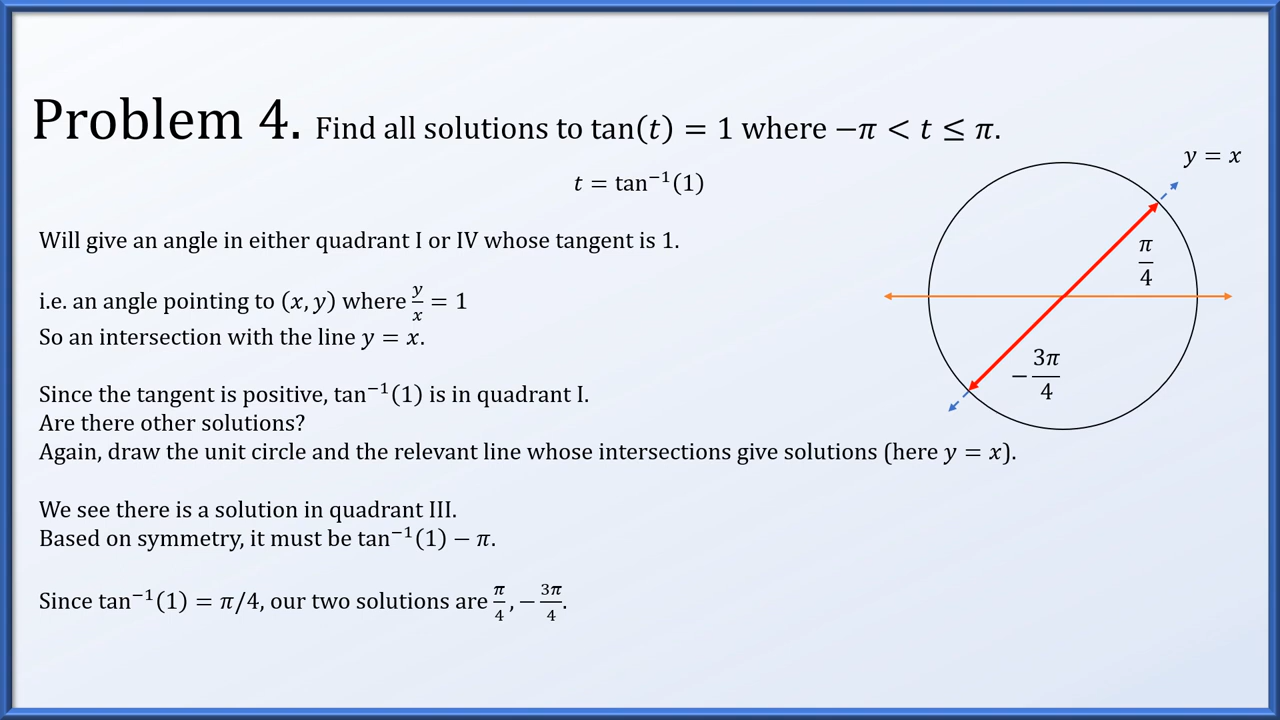 Problem 4. Find all solutions to tan(t) = 1 where −π < t ≤ π.
t = tan⁻¹(1)
y = x
Will give an angle in either quadrant I or IV whose tangent is 1.
π/4
i.e. an angle pointing to (x, y) where y/x = 1
So an intersection with the line y = x.
−3π/4
Since the tangent is positive, tan⁻¹(1) is in quadrant I.
Are there other solutions?
Again, draw the unit circle and the relevant line whose intersections give solutions (here y = x).
We see there is a solution in quadrant III.
Based on symmetry, it must be tan⁻¹(1) − π.
Since tan⁻¹(1) = π/4, our two solutions are π/4, −3π/4.